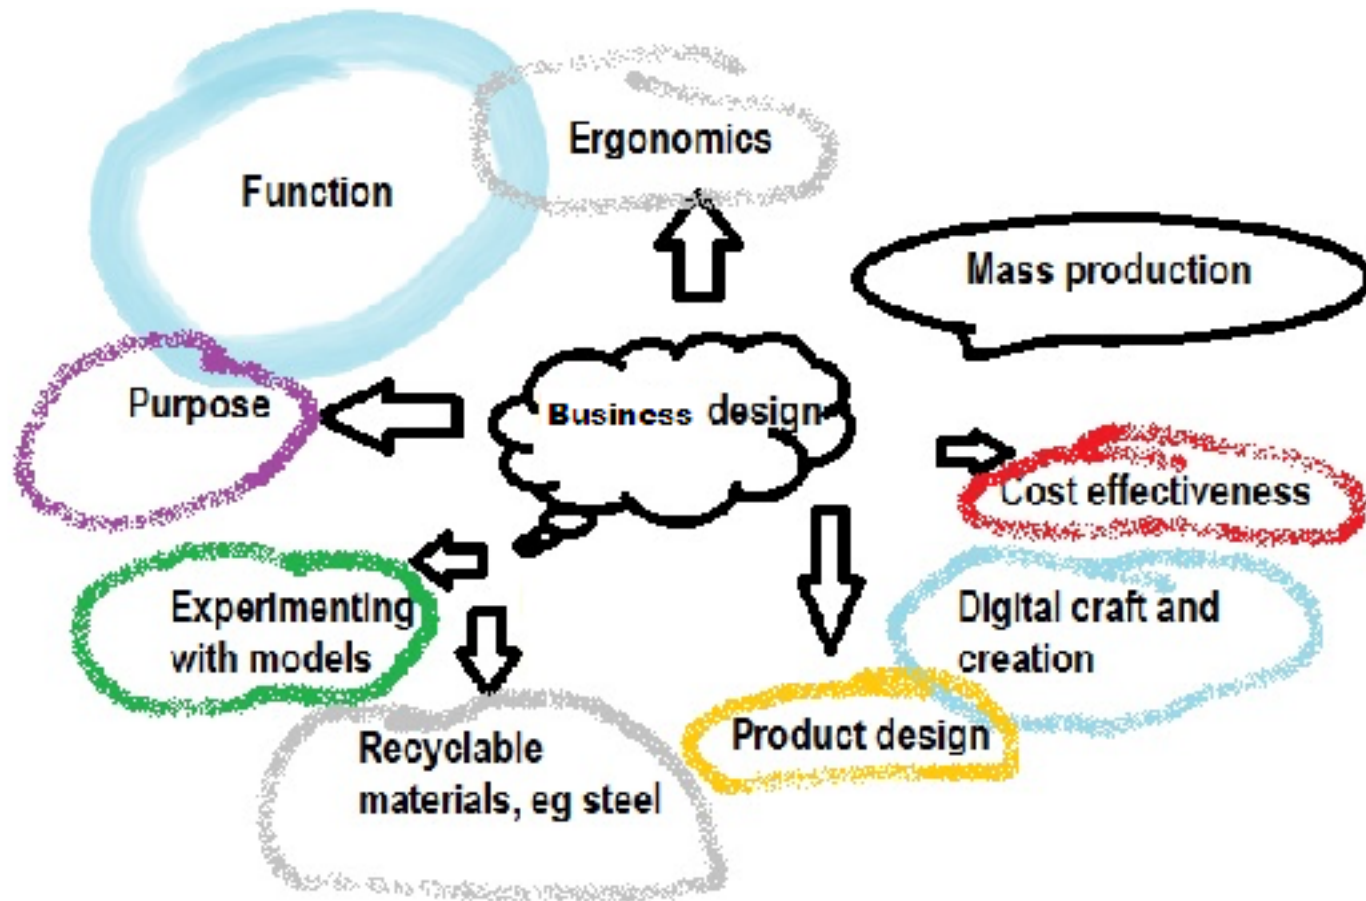 Ergonomics
Function
Mass production
Purpose
Business design
Cost effectiveness
Experimenting
with models
Digital craft and
creation
Recyclable
materials, eg steel
Product design